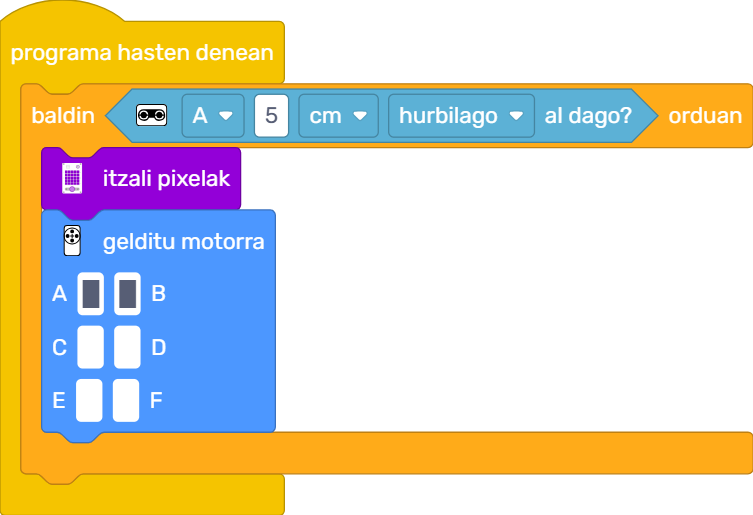 programa hasten denean
baldin A 5 cm hurbilago al dago? orduan
itzali pixelak
gelditu motorra
A B
C D
E F